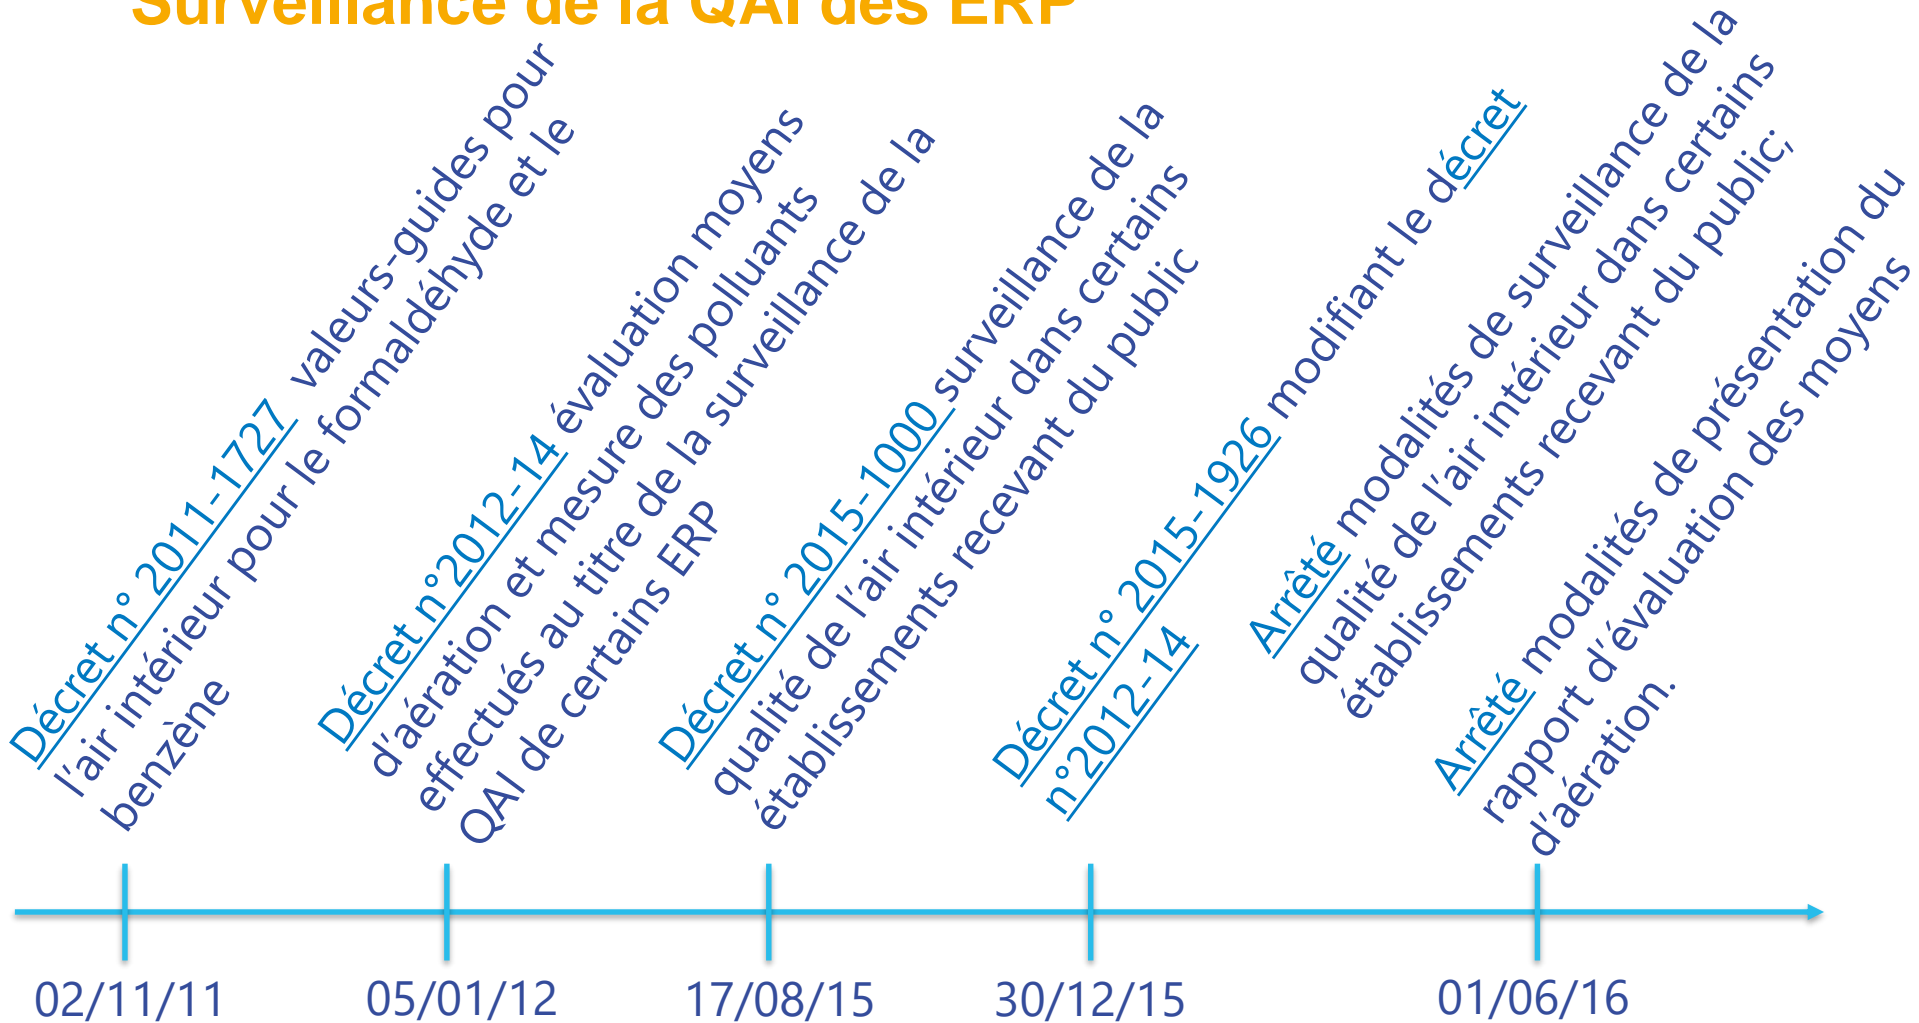 Surveillance de la QAI des ERP
Décret n° 2011-1727 valeurs-guides pour
l'air intérieur pour le formaldéhyde et le
benzène
Décret n°2012-14 évaluation moyens
d'aération et mesure des polluants
effectués au titre de la surveillance de la
QAI de certains ERP
Décret n° 2015-1000 surveillance de la
qualité de l'air intérieur dans certains
établissements recevant du public
Décret n° 2015-1926 modifiant le décret
n°2012-14
Arrêté modalités de surveillance de la
qualité de l'air intérieur dans certains
établissements recevant du public;
Arrêté modalités de présentation du
rapport d'évaluation des moyens
d'aération.
02/11/11
05/01/12
17/08/15
30/12/15
01/06/16